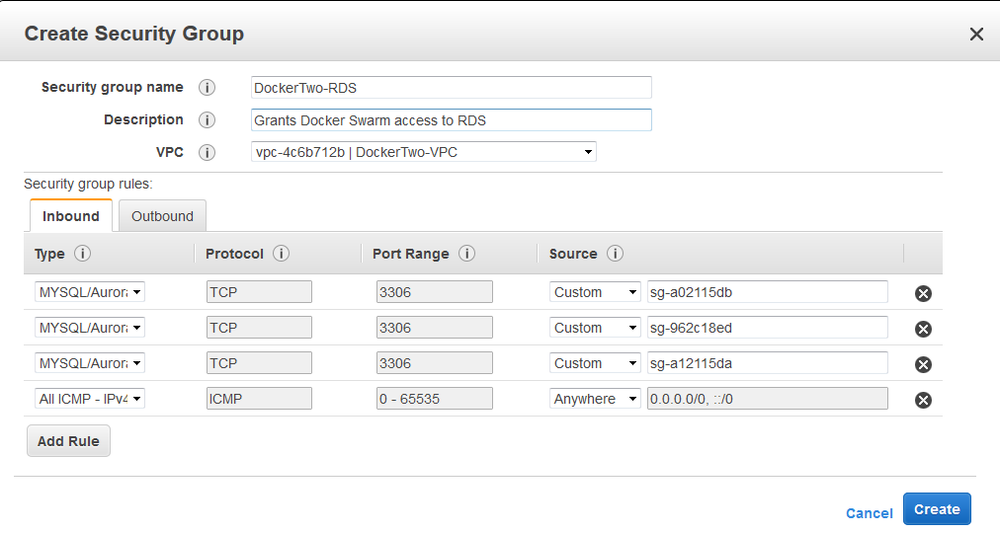 Create Security Group
Security group name i DockerTwo-RDS
Description i Grants Docker Swarm access to RDS
VPC i vpc-4c6b712b | DockerTwo-VPC
Security group rules:
Inbound Outbound
Type i Protocol i Port Range i Source i
MYSQL/Auror TCP 3306 Custom sg-a02115db
MYSQL/Auror TCP 3306 Custom sg-962c18ed
MYSQL/Auror TCP 3306 Custom sg-a12115da
All ICMP - IPv4 ICMP 0 - 65535 Anywhere 0.0.0.0/0, ::/0
Add Rule
Cancel Create